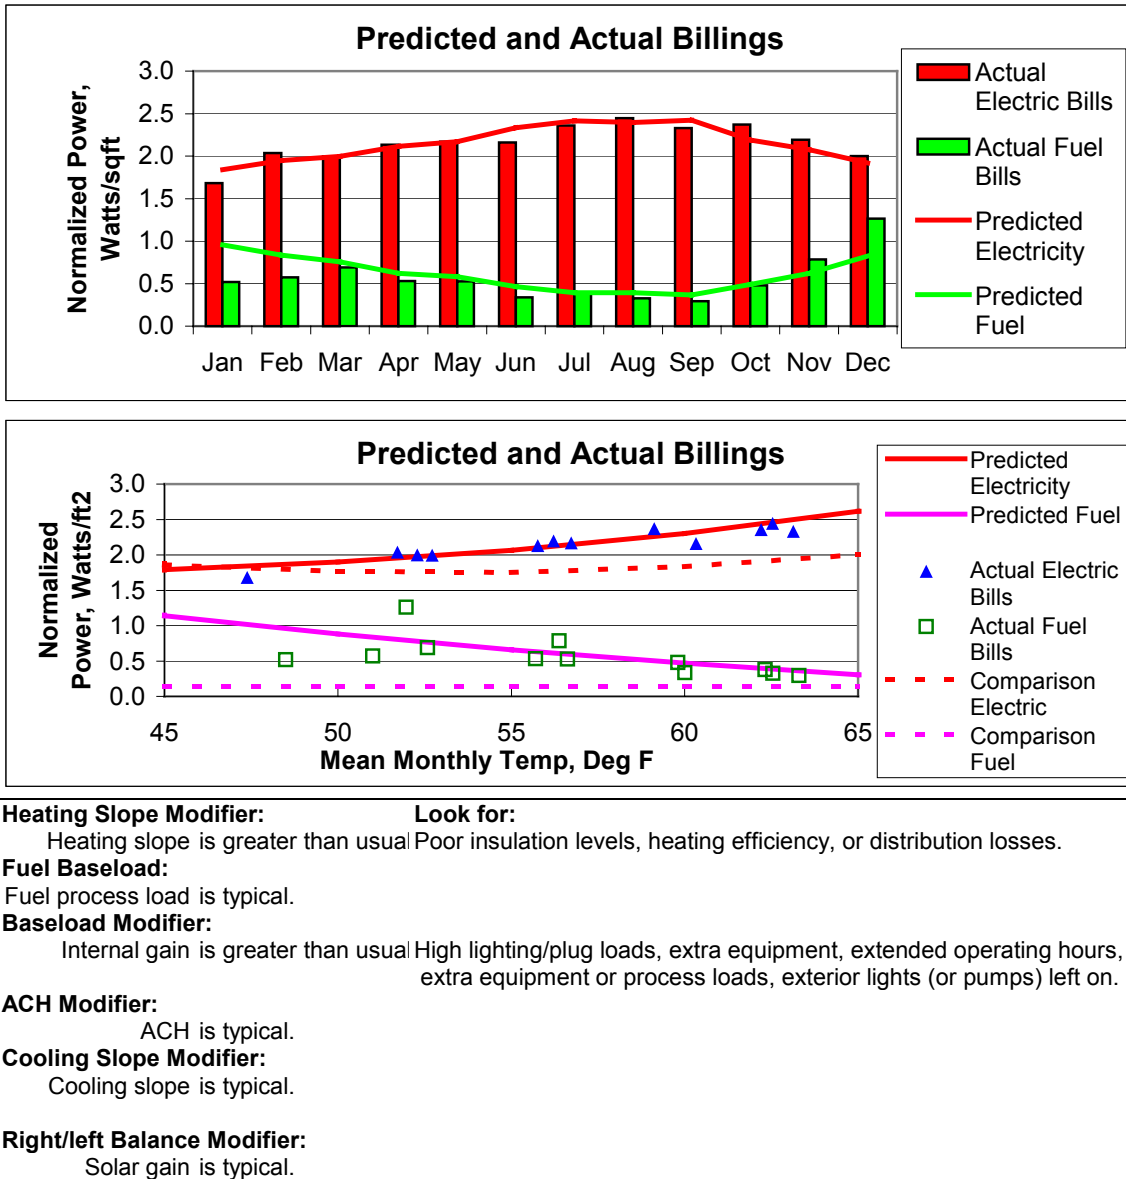 Predicted and Actual Billings
Normalized Power,
Watts/sqft
3.0
2.5
2.0
1.5
1.0
0.5
0.0
Jan Feb Mar Apr May Jun Jul Aug Sep Oct Nov Dec
Actual
Electric Bills
Actual Fuel
Bills
Predicted
Electricity
Predicted
Fuel
Predicted and Actual Billings
Normalized
Power, Watts/ft2
3.0
2.5
2.0
1.5
1.0
0.5
0.0
45 50 55 60 65
Mean Monthly Temp, Deg F
Predicted
Electricity
Predicted Fuel
Actual Electric
Bills
Actual Fuel
Bills
Comparison
Electric
Comparison
Fuel
Heating Slope Modifier: Look for:
Heating slope is greater than usual Poor insulation levels, heating efficiency, or distribution losses.
Fuel Baseload:
Fuel process load is typical.
Baseload Modifier:
Internal gain is greater than usual High lighting/plug loads, extra equipment, extended operating hours,
extra equipment or process loads, exterior lights (or pumps) left on.
ACH Modifier:
ACH is typical.
Cooling Slope Modifier:
Cooling slope is typical.
Right/left Balance Modifier:
Solar gain is typical.